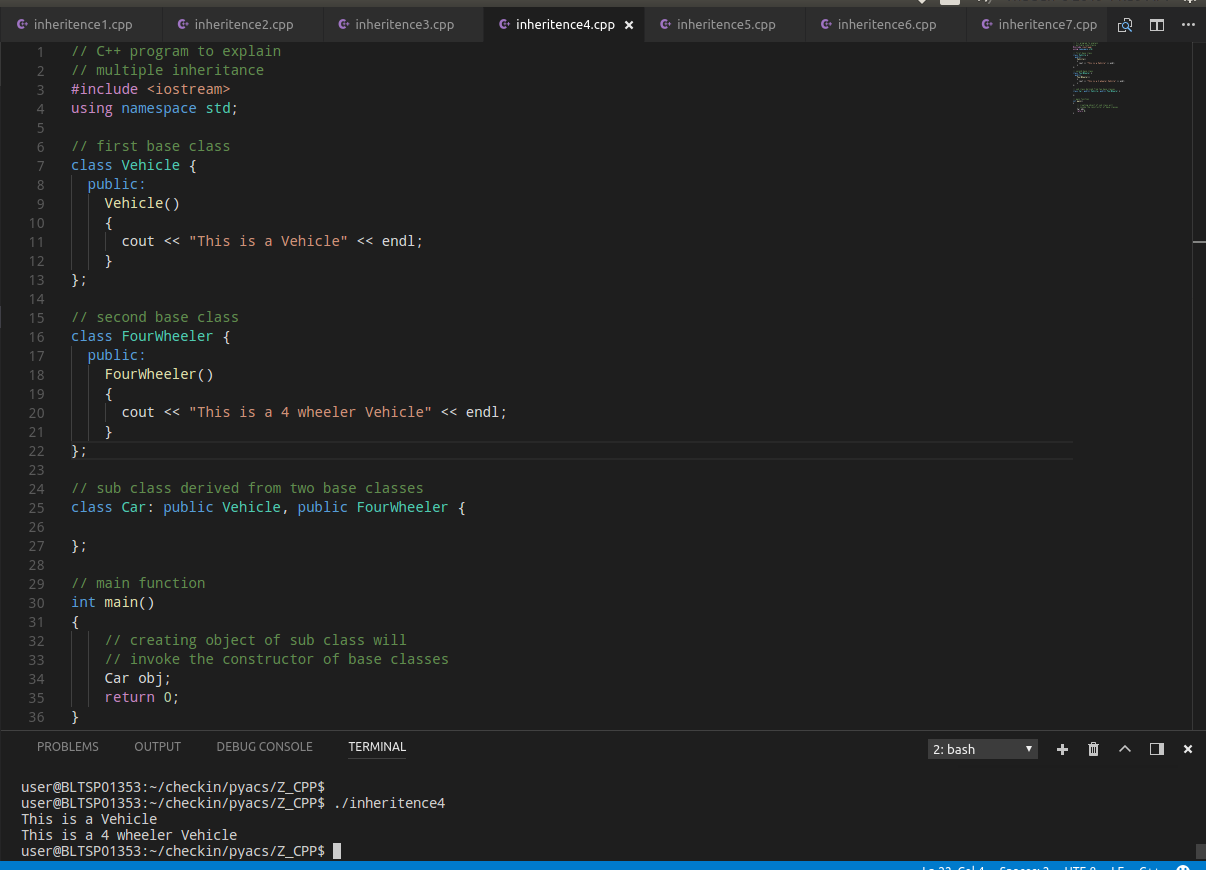 inheritence1.cpp inheritence2.cpp inheritence3.cpp inheritence4.cpp × inheritence5.cpp inheritence6.cpp inheritence7.cpp
1 // C++ program to explain
2 // multiple inheritance
3 #include <iostream>
4 using namespace std;
5
6 // first base class
7 class Vehicle {
8 public:
9 Vehicle()
10 {
11 cout << "This is a Vehicle" << endl;
12 }
13 };
14
15 // second base class
16 class FourWheeler {
17 public:
18 FourWheeler()
19 {
20 cout << "This is a 4 wheeler Vehicle" << endl;
21 }
22 };
23
24 // sub class derived from two base classes
25 class Car: public Vehicle, public FourWheeler {
26
27 };
28
29 // main function
30 int main()
31 {
32 // creating object of sub class will
33 // invoke the constructor of base classes
34 Car obj;
35 return 0;
36 }
PROBLEMS OUTPUT DEBUG CONSOLE TERMINAL 2: bash
user@BLTSP01353:~/checkin/pyacs/Z_CPP$
user@BLTSP01353:~/checkin/pyacs/Z_CPP$ ./inheritence4
This is a Vehicle
This is a 4 wheeler Vehicle
user@BLTSP01353:~/checkin/pyacs/Z_CPP$